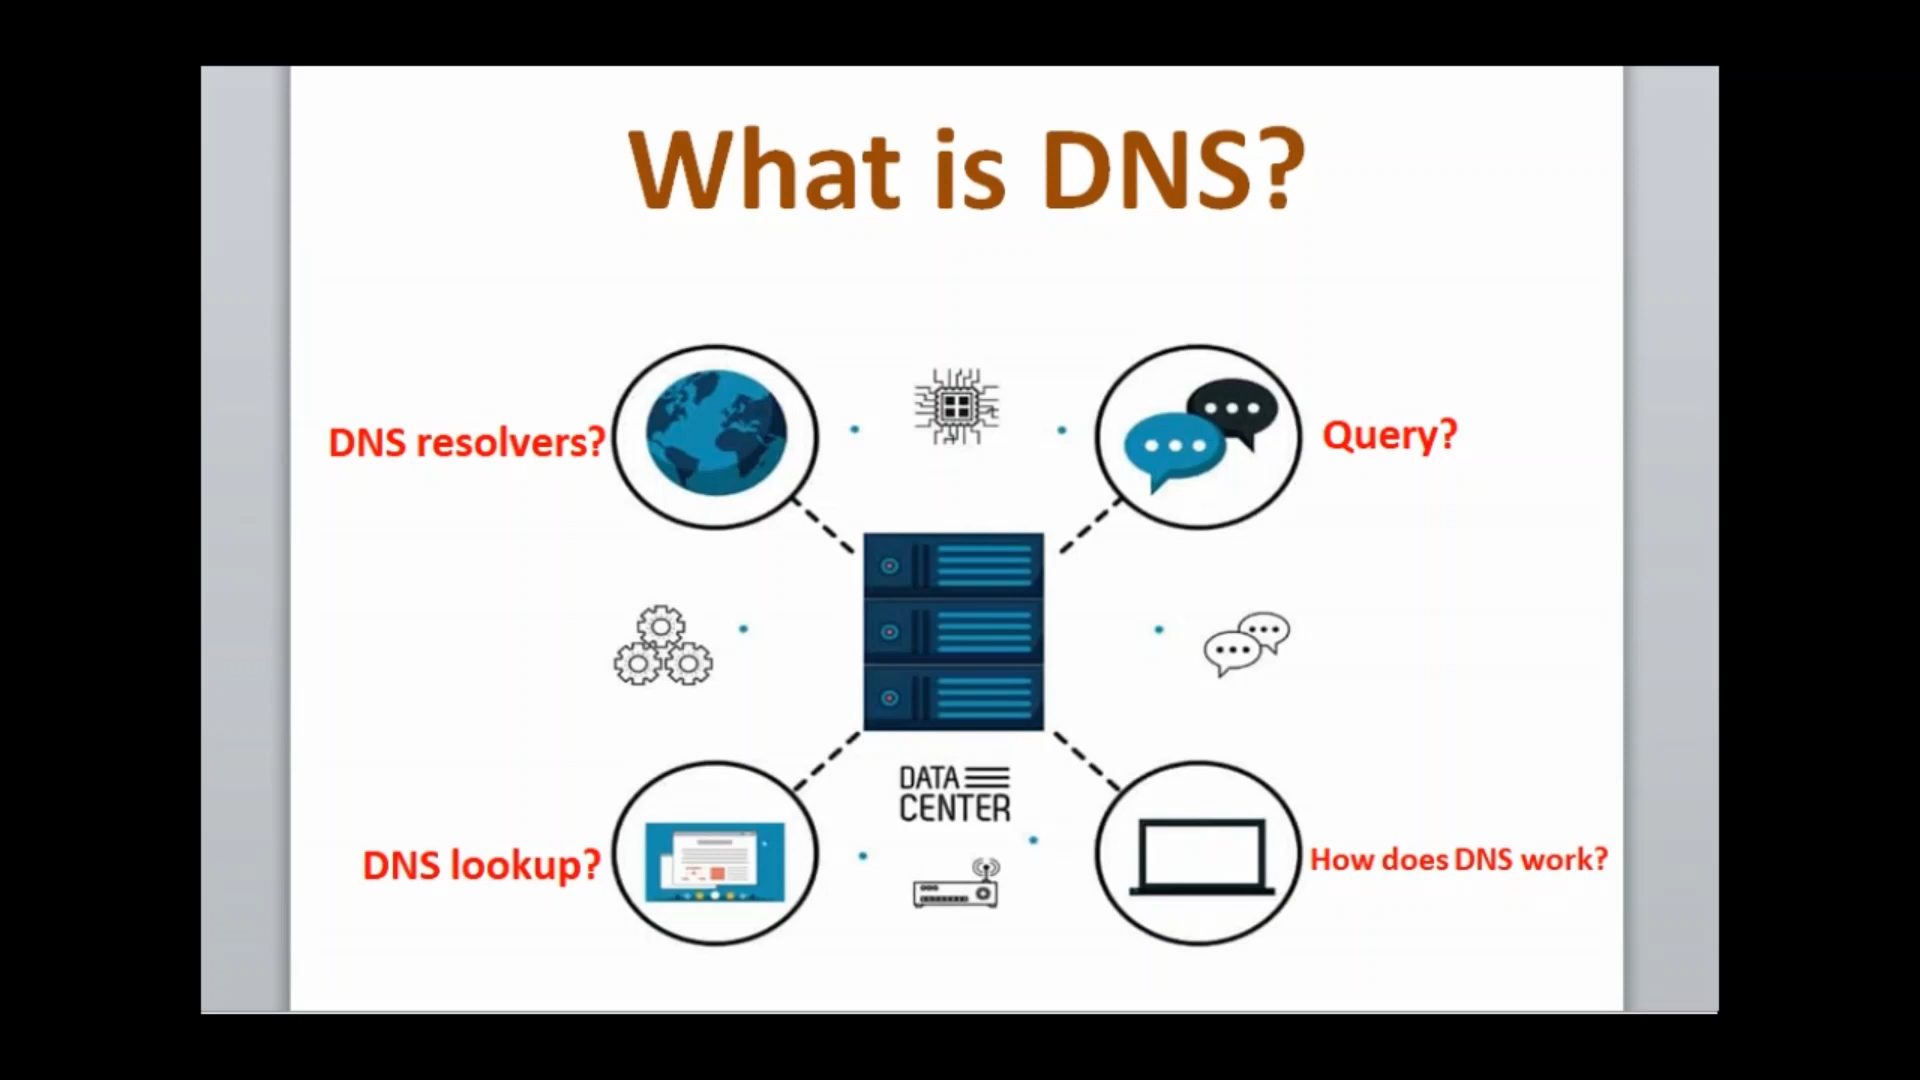 What is DNS?
DNS resolvers?
Query?
DATA
CENTER
DNS lookup?
How does DNS work?